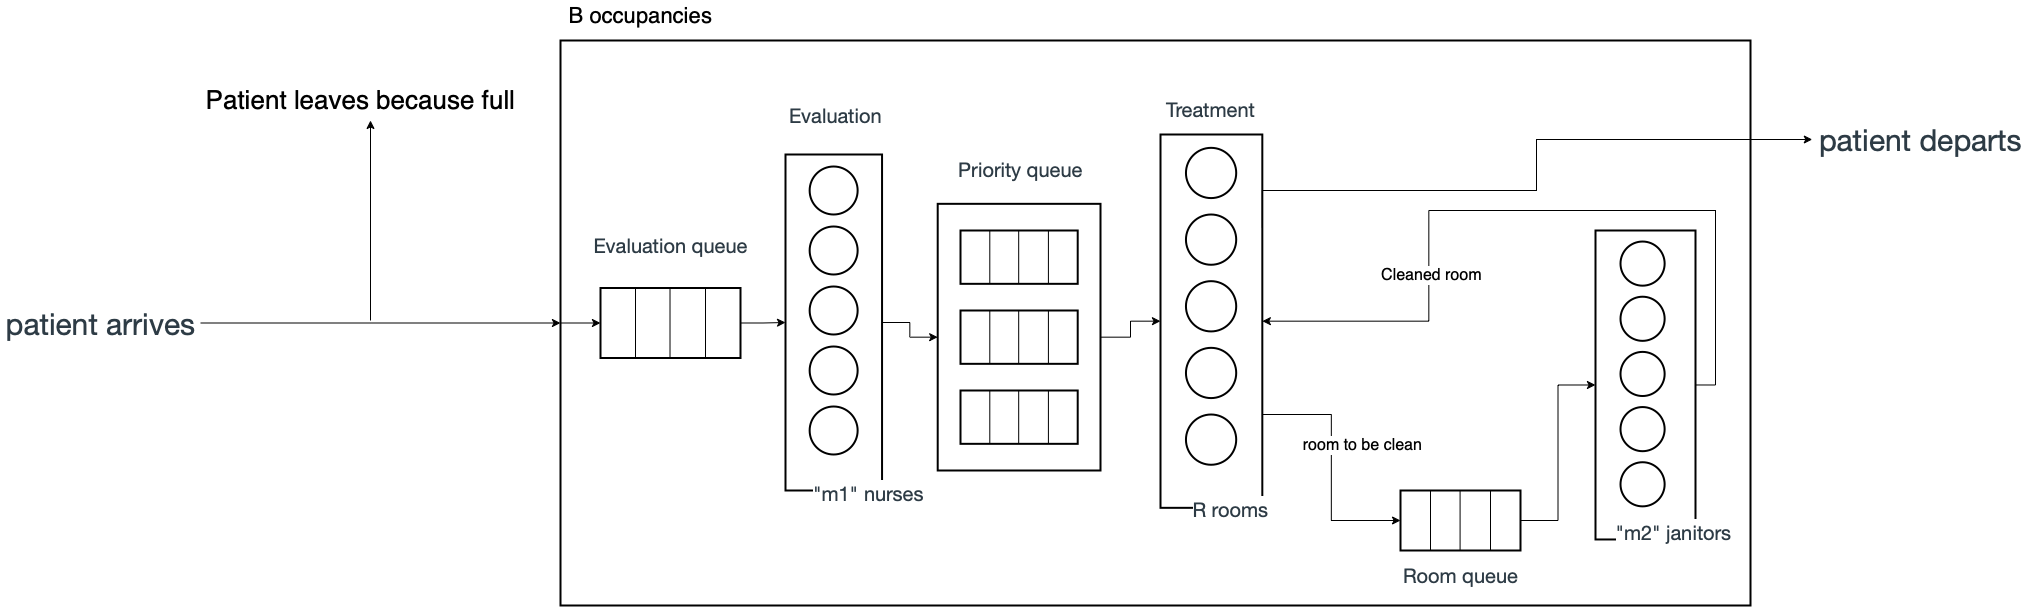 B occupancies
Patient leaves because full
Evaluation
Treatment
patient departs
Priority queue
Evaluation queue
Cleaned room
patient arrives
room to be clean
"m1" nurses
R rooms
"m2" janitors
Room queue